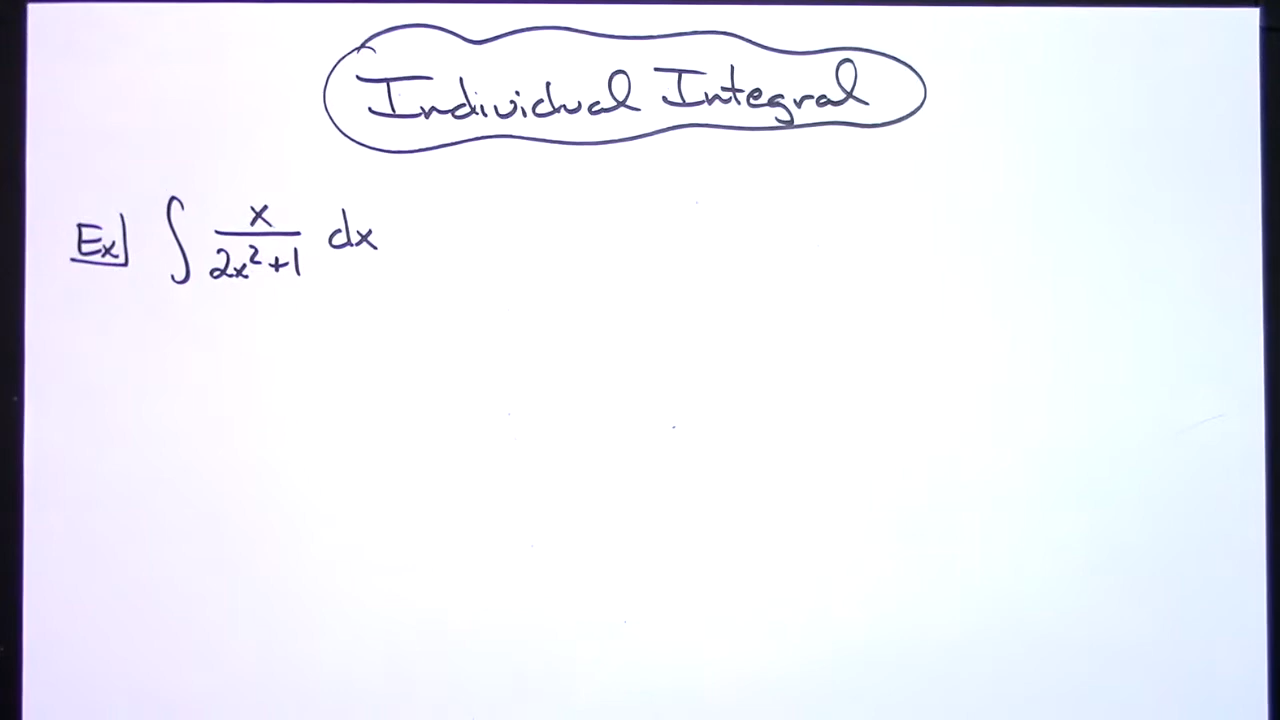 Individual Integral
Ex] ∫ x/(2x²+1) dx